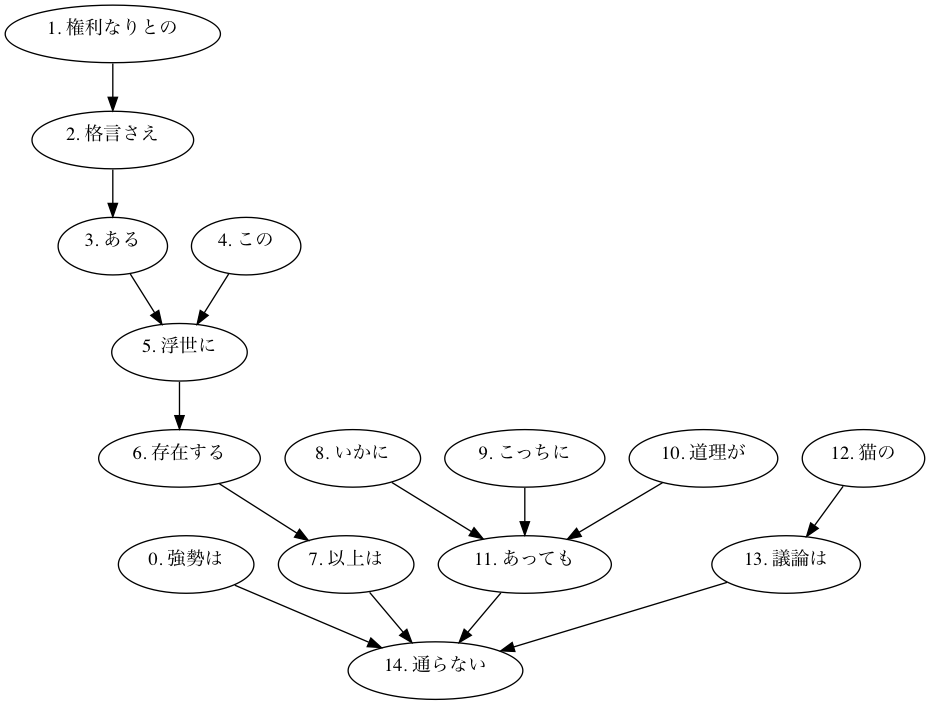 1. 権利なりとの
2. 格言さえ
3. ある
4. この
5. 浮世に
6. 存在する
8. いかに
9. こっちに
10. 道理が
12. 猫の
0. 強勢は
7. 以上は
11. あっても
13. 議論は
14. 通らない